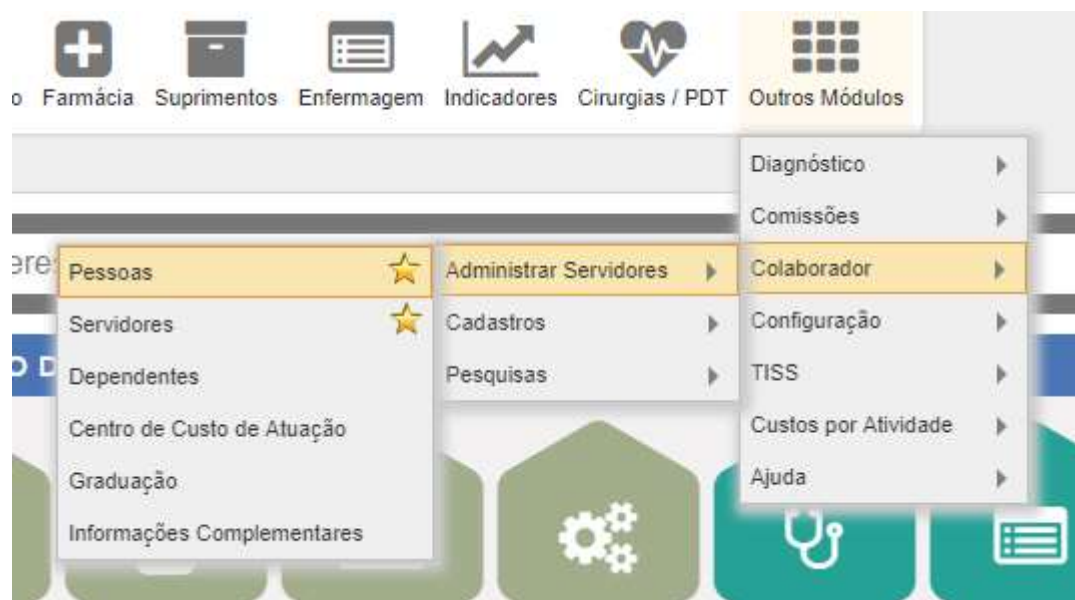 o Farmácia Suprimentos Enfermagem Indicadores Cirurgias / PDT Outros Módulos
Diagnóstico
Comissões
Colaborador
Configuração
TISS
Custos por Atividade
Ajuda
Administrar Servidores
Cadastros
Pesquisas
Pessoas
Servidores
Dependentes
Centro de Custo de Atuação
Graduação
Informações Complementares
ere
O D